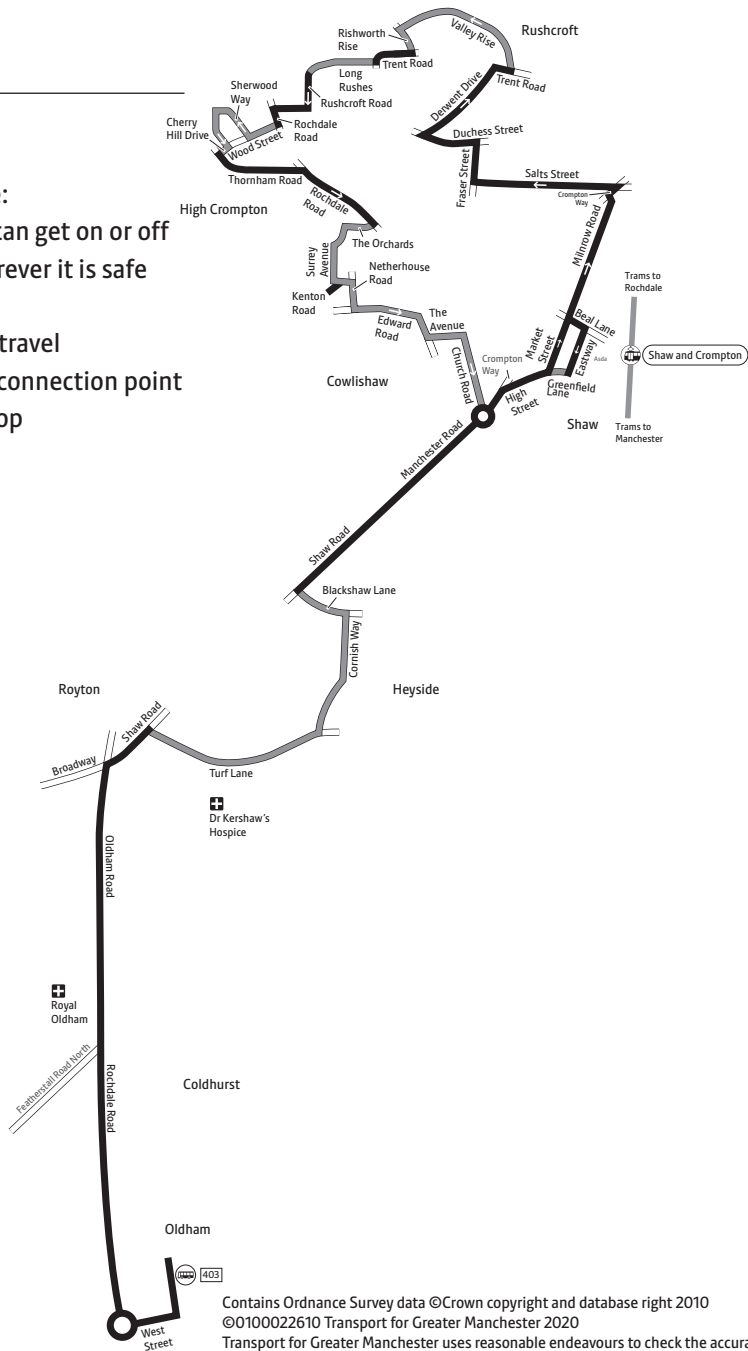 Rushcroft
Rishworth
Rise
Valley Rise
Trent Road
Long
Rushes
Trent Road
Sherwood
Way
Rushcroft Road
Derwent Drive
Cherry
Hill Drive
Wood Street
Rochdale
Road
Duchess Street
Thornham Road
Fraser Street
Salts Street
Crompton
Way
e:
can get on or off
rever it is safe
travel
connection point
op
High Crompton
Rochdale
Road
The Orchards
Surrey
Avenue
Netherhouse
Road
Kenton
Road
Milnrow Road
Trams to
Rochdale
Edward
Road
The
Avenue
Church Road
Crompton
Way
Market
Street
Beal Lane
Eastway
Asda
Shaw and Crompton
Cowlishaw
High
Street
Greenfield
Lane
Shaw
Trams to
Manchester
Manchester Road
Shaw Road
Blackshaw Lane
Cornish Way
Royton
Heyside
Shaw Road
Broadway
Turf Lane
Dr Kershaw's
Hospice
Oldham Road
Royal
Oldham
Featherstall Road North
Rochdale Road
Coldhurst
Oldham
403
West
Street
Contains Ordnance Survey data ©Crown copyright and database right 2010
©0100022610 Transport for Greater Manchester 2020
Transport for Greater Manchester uses reasonable endeavours to check the accura